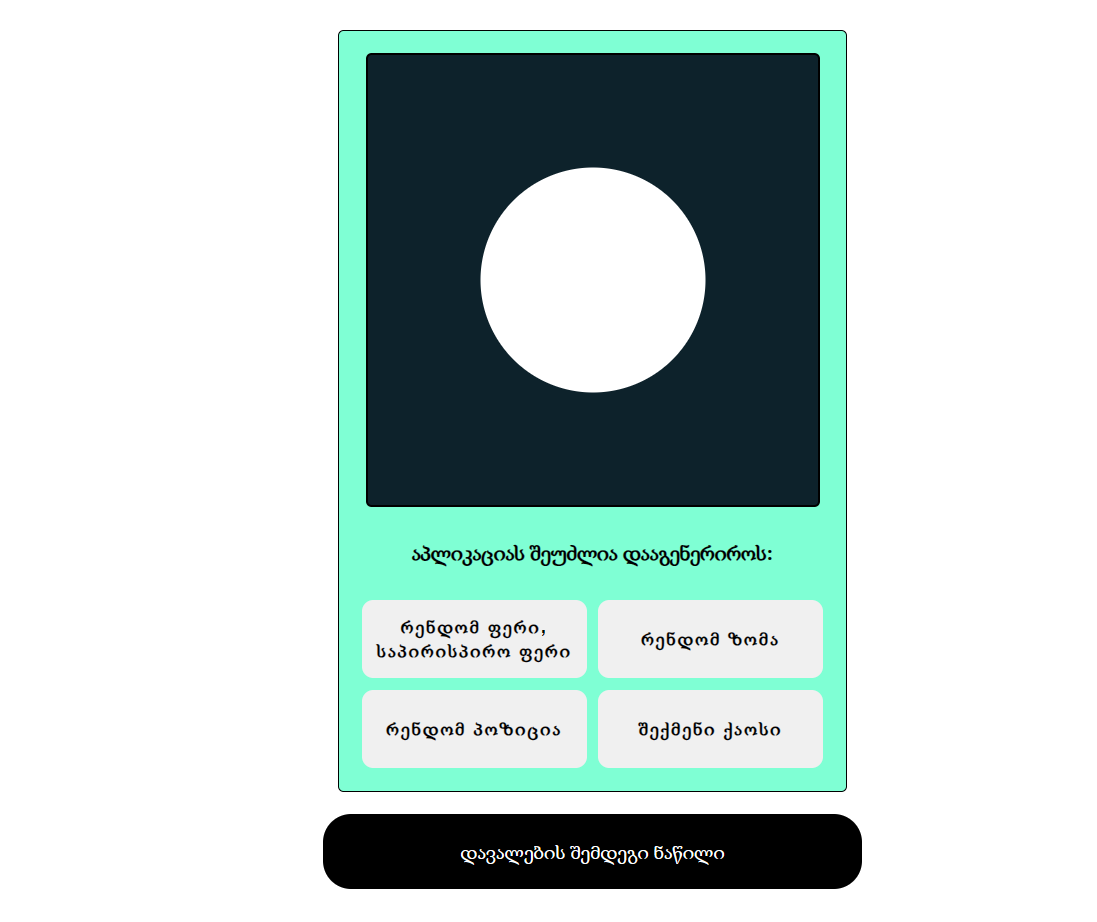 აპლიკაციას შეუძლია დააგენერიროს:
რენდომ ფერი,
საპირისპირო ფერი
რენდომ ზომა
რენდომ პოზიცია
შექმენი ქაოსი
დავალების შემდეგი ნაწილი